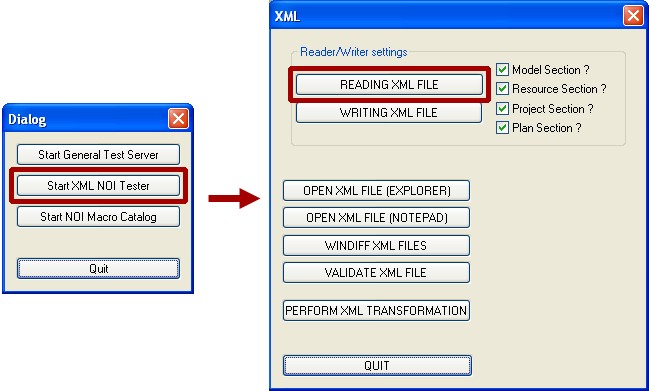 Dialog
Start General Test Server
Start XML NOI Tester
Start NOI Macro Catalog
Quit
XML
Reader/Writer settings
READING XML FILE
WRITING XML FILE
Model Section ?
Resource Section ?
Project Section ?
Plan Section ?
OPEN XML FILE (EXPLORER)
OPEN XML FILE (NOTEPAD)
WINDIFF XML FILES
VALIDATE XML FILE
PERFORM XML TRANSFORMATION
QUIT